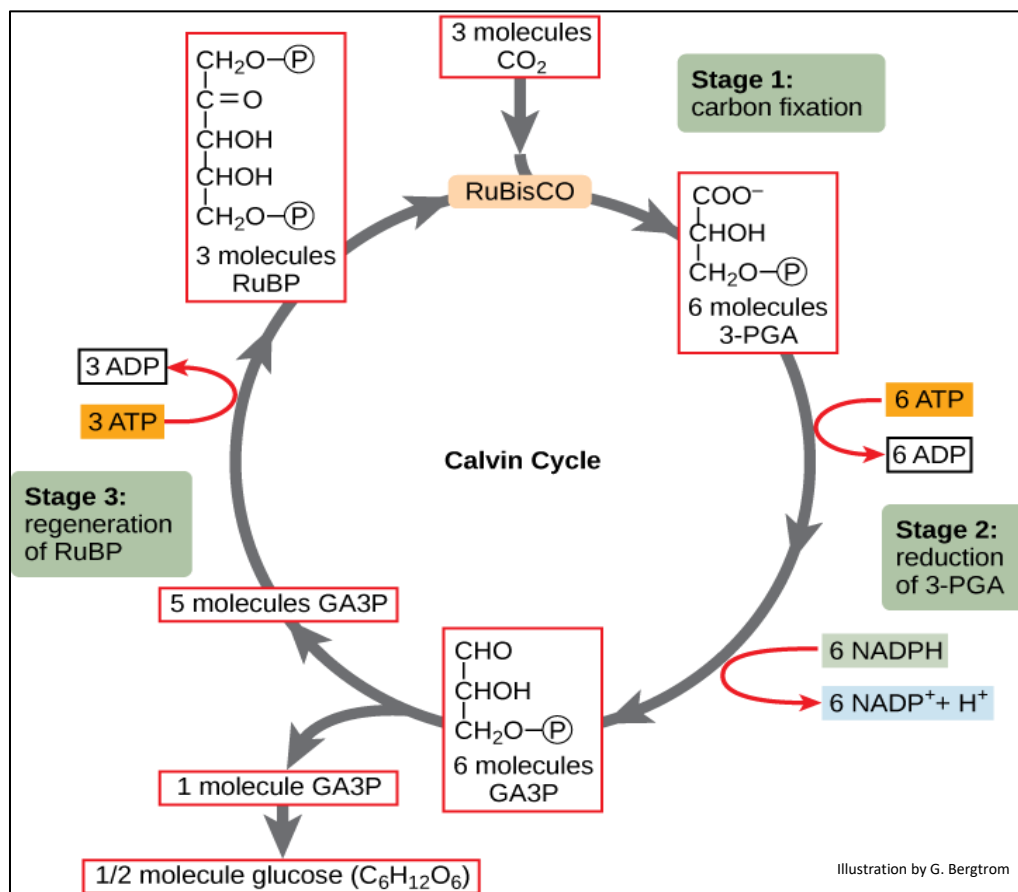 3 molecules
CO₂
Stage 1:
carbon fixation
CH₂O–Ⓟ
C=O
CHOH
CHOH
CH₂O–Ⓟ
3 molecules
RuBP
RuBisCO
COO⁻
CHOH
CH₂O–Ⓟ
6 molecules
3-PGA
3 ADP
3 ATP
6 ATP
6 ADP
Calvin Cycle
Stage 3:
regeneration
of RuBP
Stage 2:
reduction
of 3-PGA
5 molecules GA3P
6 NADPH
6 NADP⁺+ H⁺
CHO
CHOH
CH₂O–Ⓟ
6 molecules
GA3P
1 molecule GA3P
1/2 molecule glucose (C₆H₁₂O₆)
Illustration by G. Bergtrom